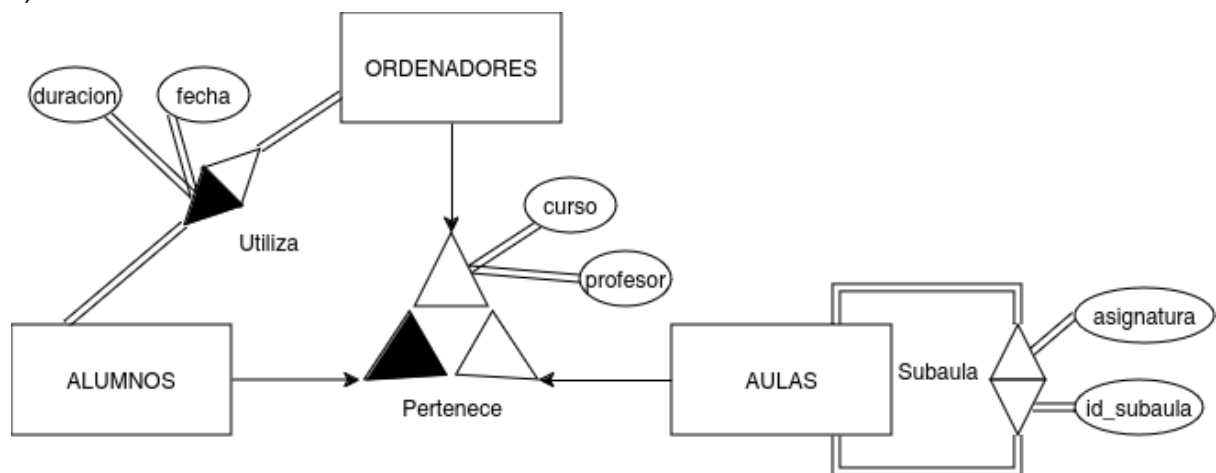 ORDENADORES
duracion
fecha
curso
Utiliza
profesor
asignatura
ALUMNOS
AULAS
Subaula
Pertenece
id_subaula